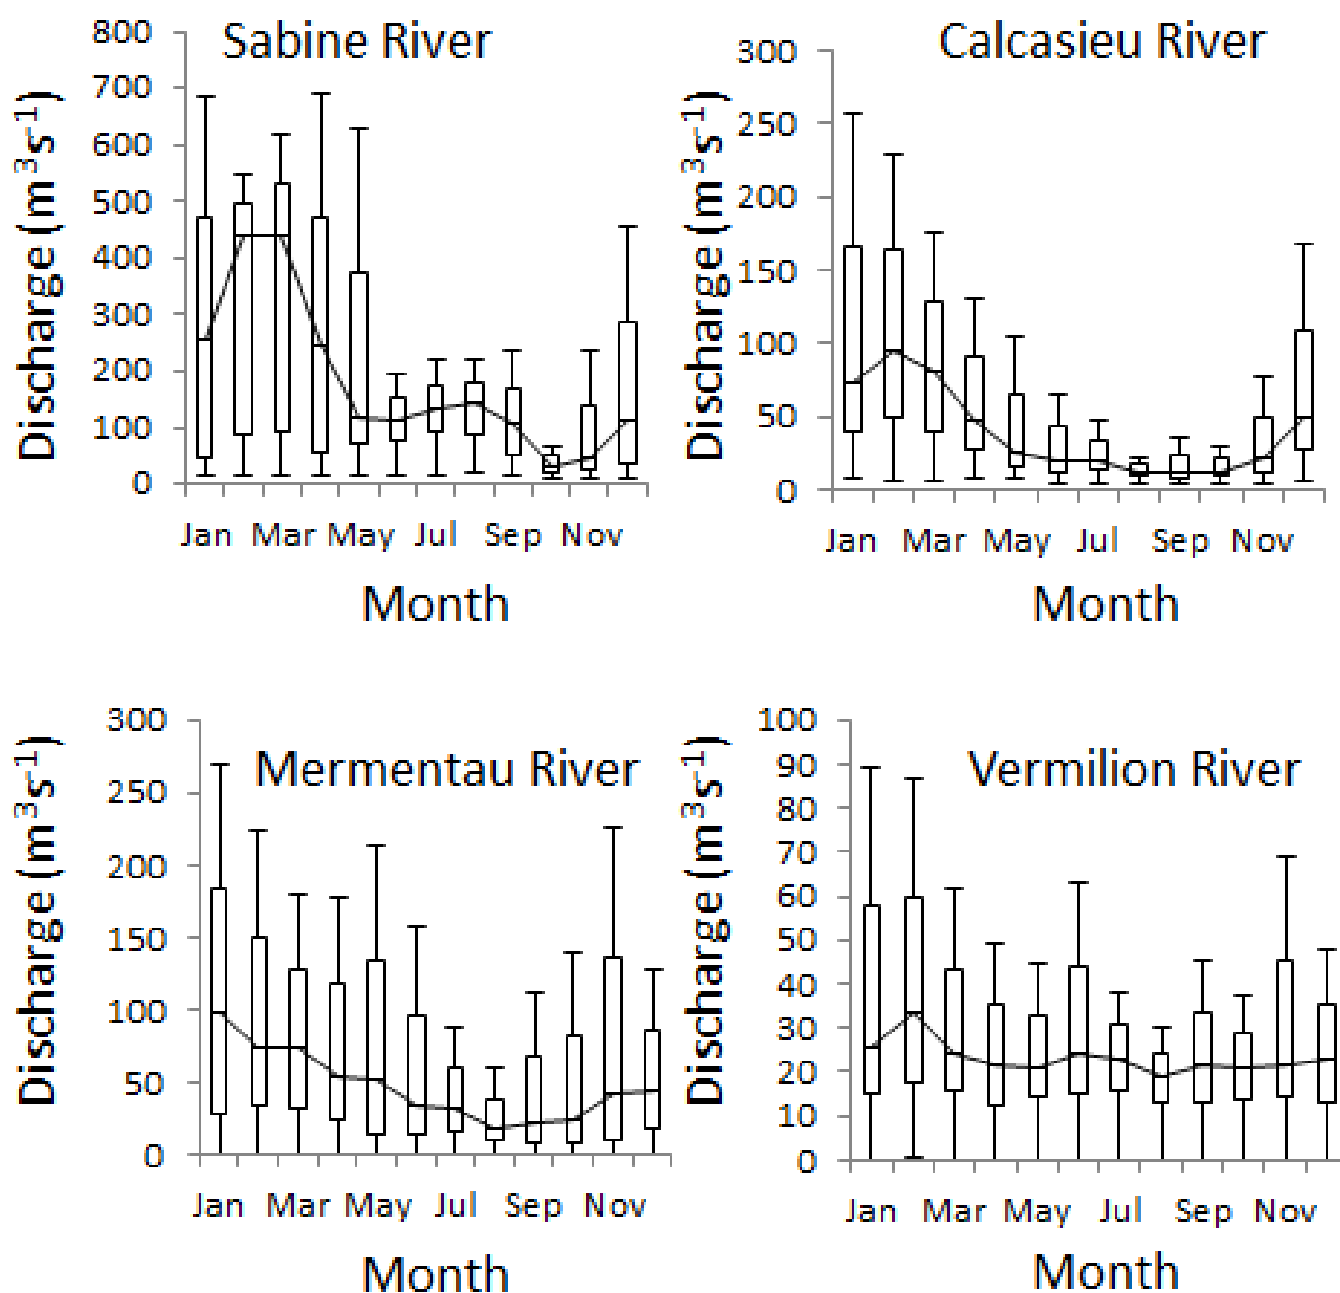 Sabine River
800
700
600
500
400
300
200
100
0
Discharge (m³s⁻¹)
Jan Mar May Jul Sep Nov
Month
Calcasieu River
300
250
200
150
100
50
0
Discharge (m³s⁻¹)
Jan Mar May Jul Sep Nov
Month
Mermentau River
300
250
200
150
100
50
0
Discharge (m³s⁻¹)
Jan Mar May Jul Sep Nov
Month
Vermilion River
100
90
80
70
60
50
40
30
20
10
0
Discharge (m³s⁻¹)
Jan Mar May Jul Sep Nov
Month